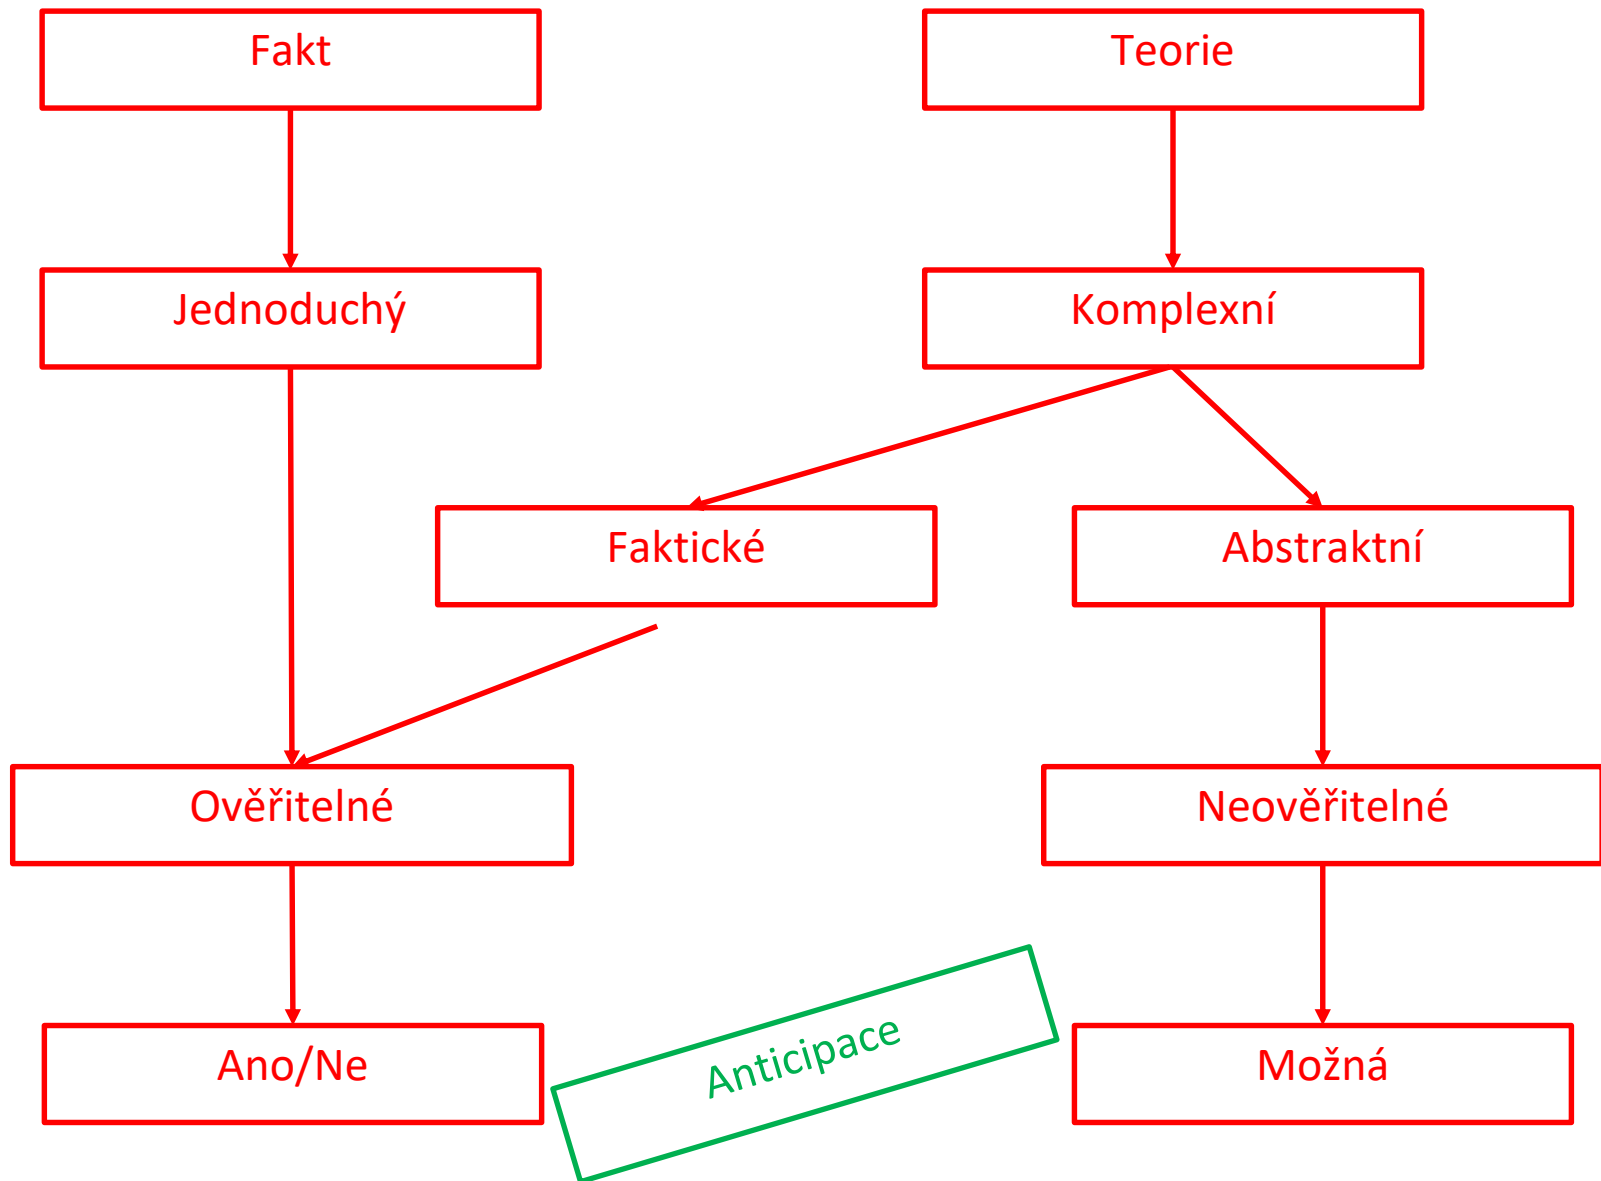 Fakt
Teorie
Jednoduchý
Komplexní
Faktické
Abstraktní
Ověřitelné
Neověřitelné
Ano/Ne
Anticipace
Možná